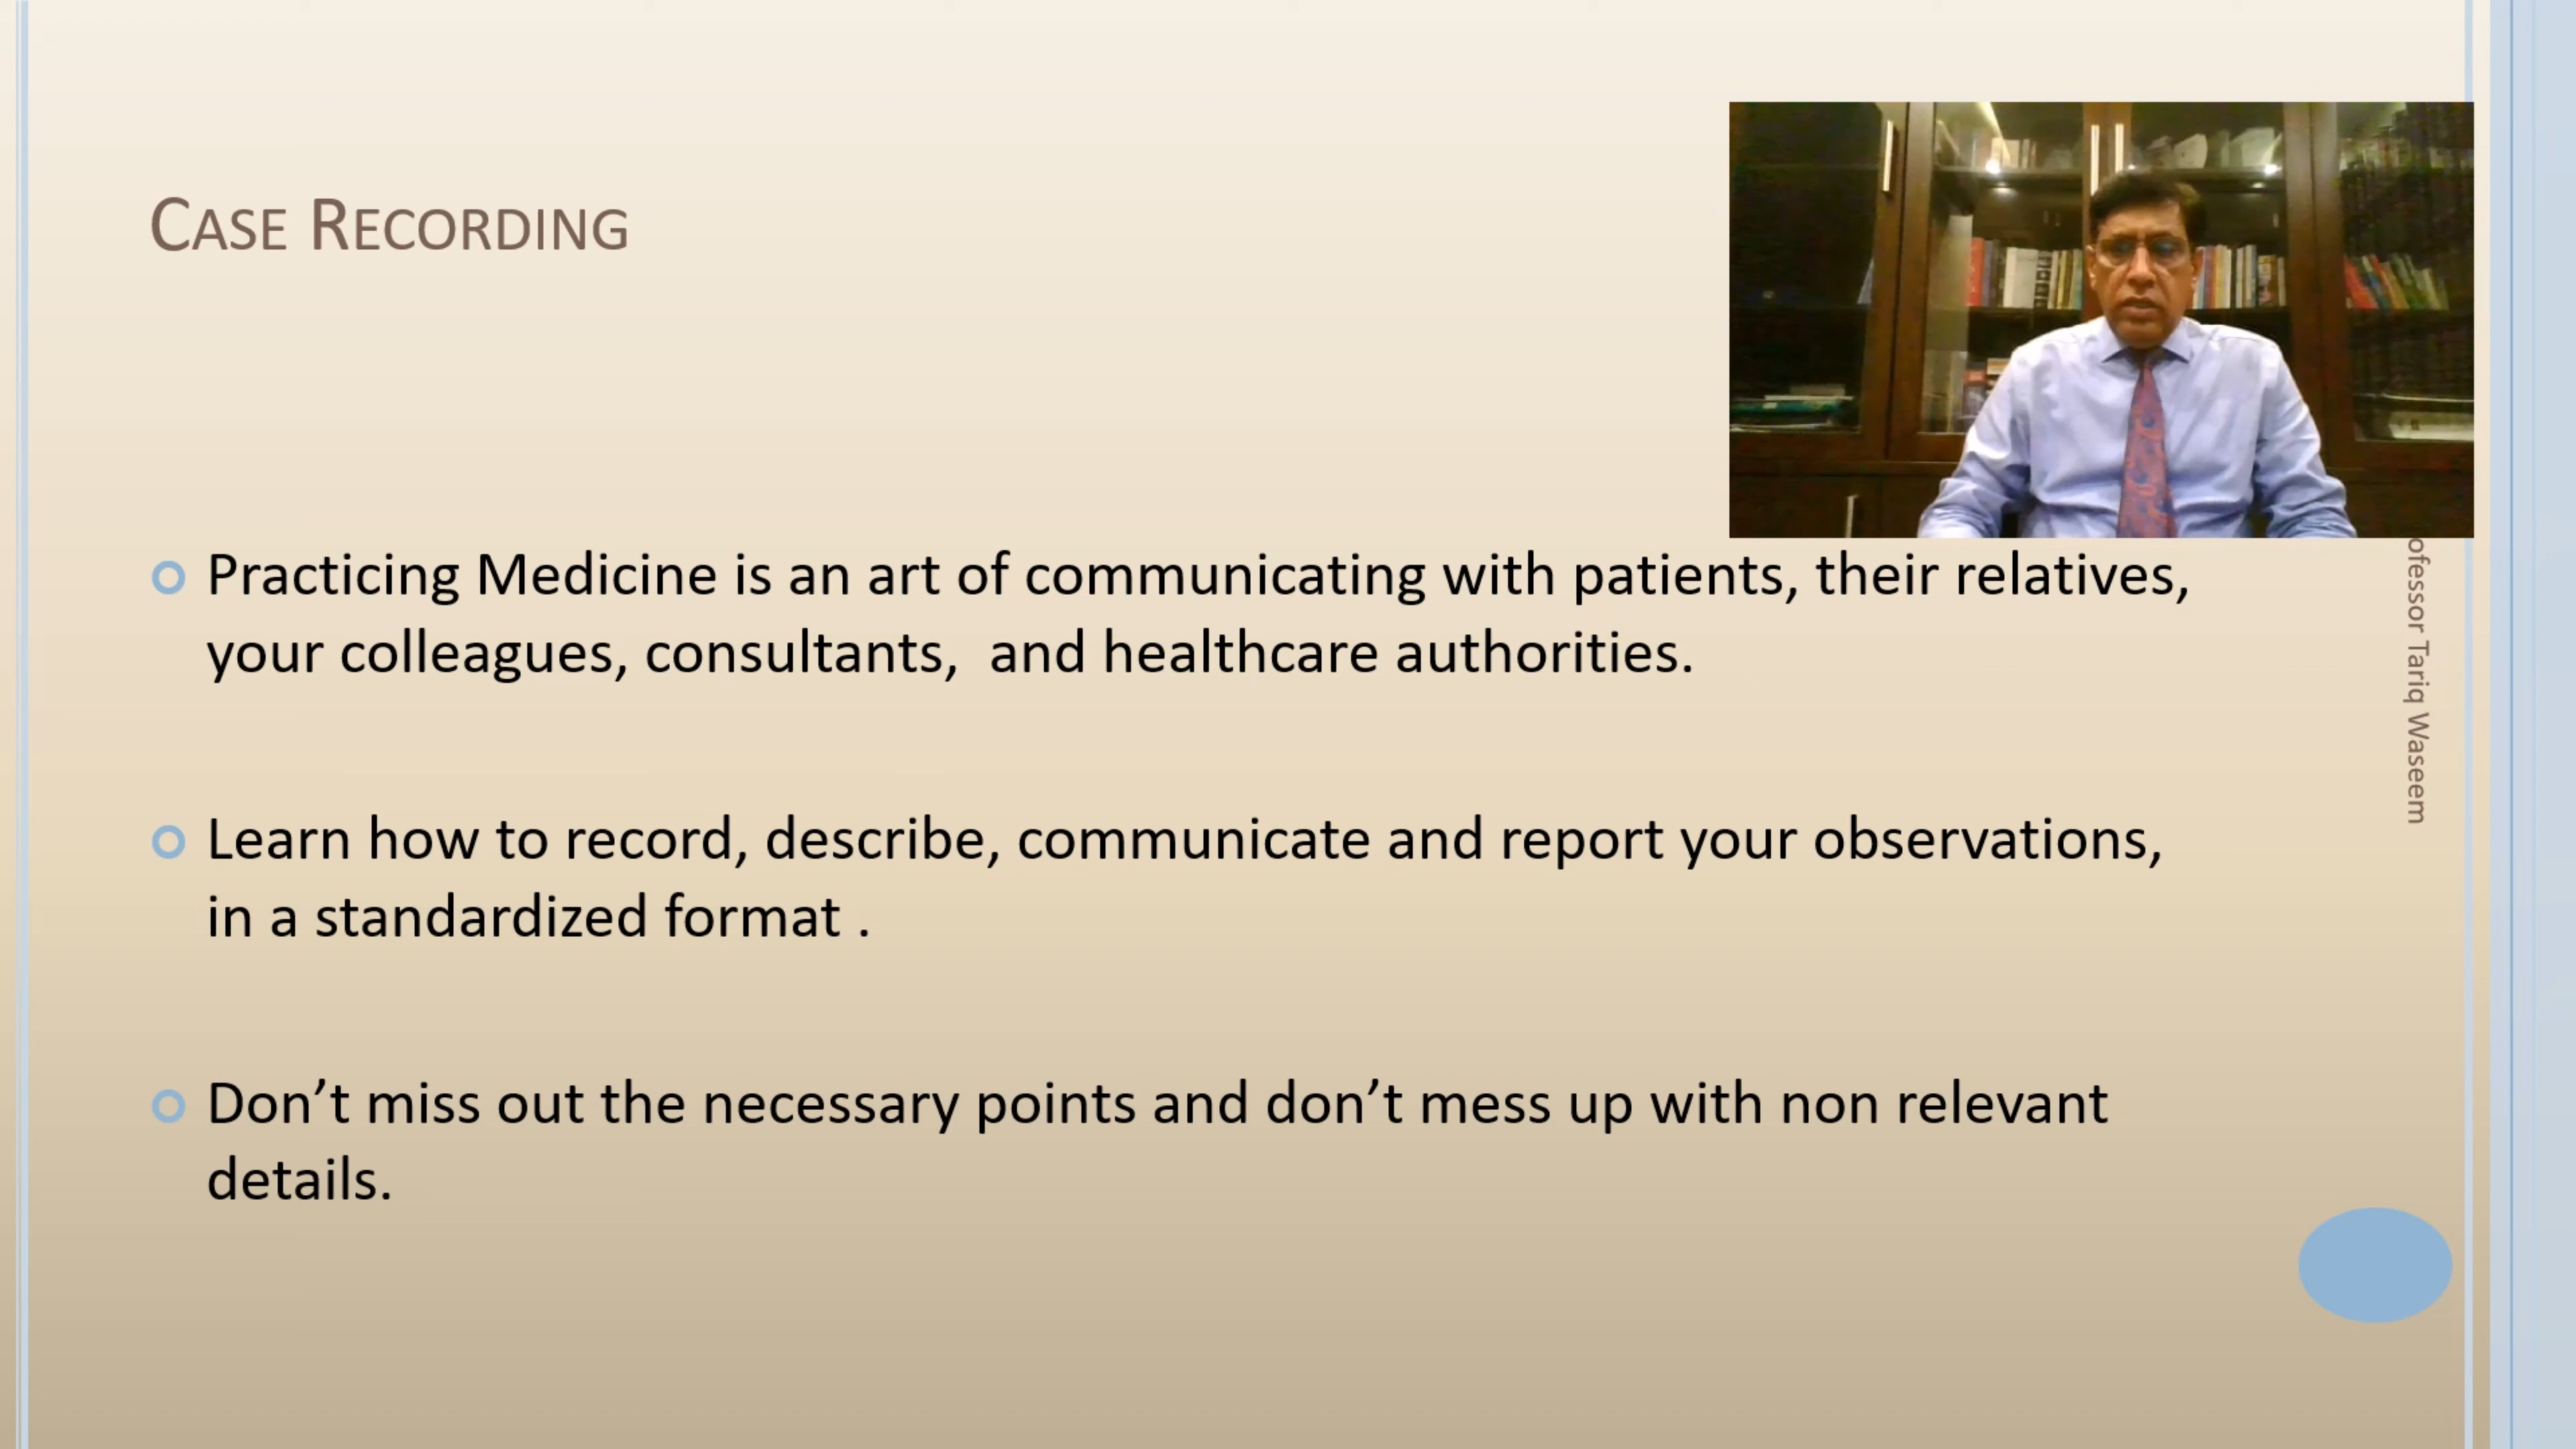 Case Recording
Practicing Medicine is an art of communicating with patients, their relatives,
your colleagues, consultants,  and healthcare authorities.
Learn how to record, describe, communicate and report your observations,
in a standardized format .
Don’t miss out the necessary points and don’t mess up with non relevant
details.
ofessor Tariq Waseem